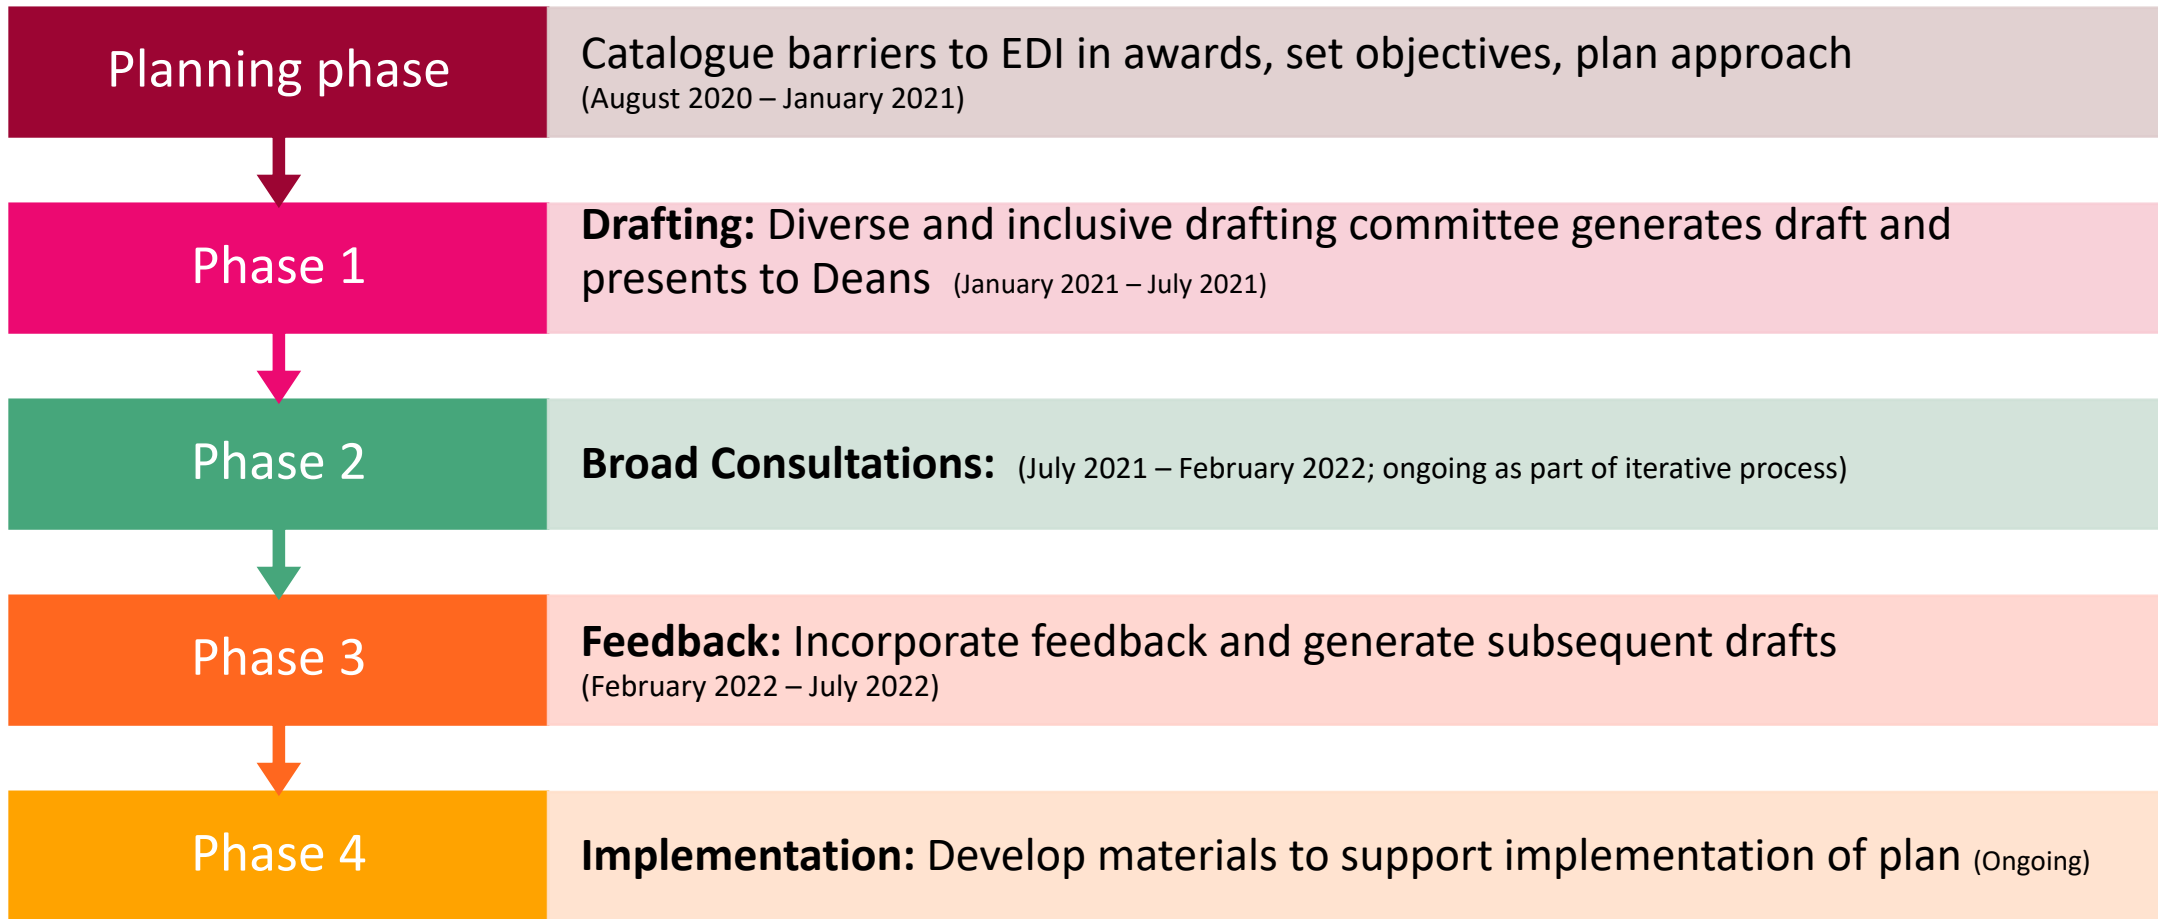 Planning phase
Catalogue barriers to EDI in awards, set objectives, plan approach
(August 2020 – January 2021)
Phase 1
Drafting: Diverse and inclusive drafting committee generates draft and
presents to Deans (January 2021 – July 2021)
Phase 2
Broad Consultations: (July 2021 – February 2022; ongoing as part of iterative process)
Phase 3
Feedback: Incorporate feedback and generate subsequent drafts
(February 2022 – July 2022)
Phase 4
Implementation: Develop materials to support implementation of plan (Ongoing)